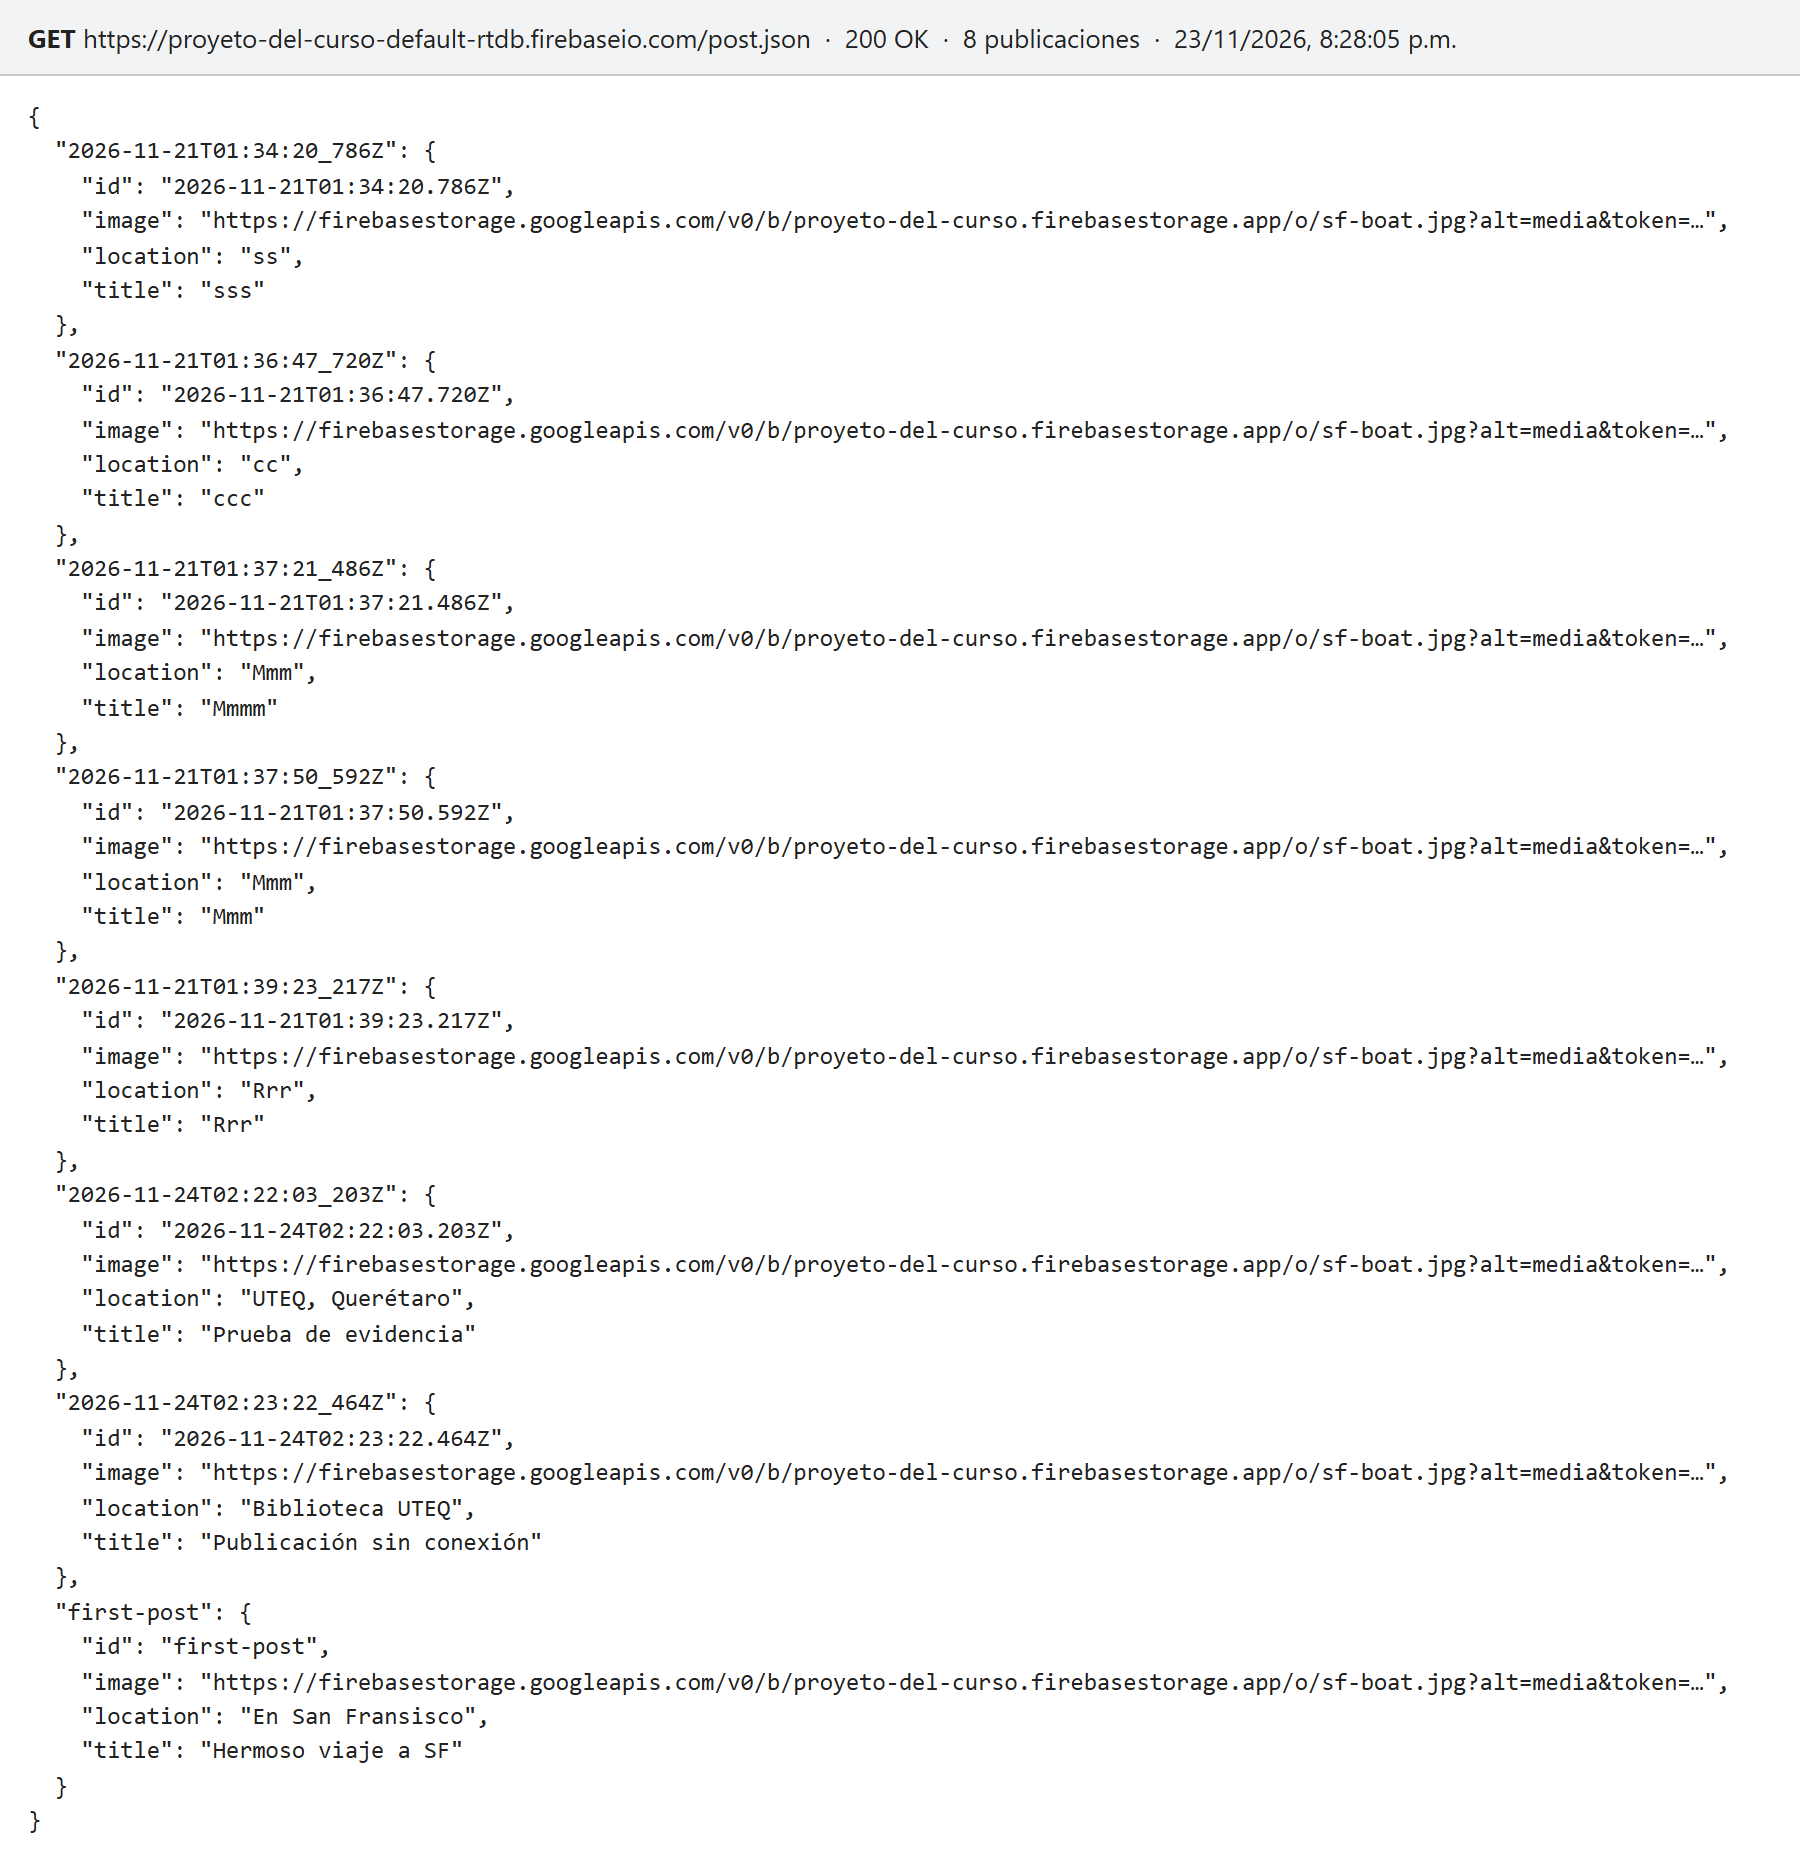 GET https://proyeto-del-curso-default-rtdb.firebaseio.com/post.json · 200 OK · 8 publicaciones · 23/11/2026, 8:28:05 p.m.
{
  "2026-11-21T01:34:20_786Z": {
    "id": "2026-11-21T01:34:20.786Z",
    "image": "https://firebasestorage.googleapis.com/v0/b/proyeto-del-curso.firebasestorage.app/o/sf-boat.jpg?alt=media&token=…",
    "location": "ss",
    "title": "sss"
  },
  "2026-11-21T01:36:47_720Z": {
    "id": "2026-11-21T01:36:47.720Z",
    "image": "https://firebasestorage.googleapis.com/v0/b/proyeto-del-curso.firebasestorage.app/o/sf-boat.jpg?alt=media&token=…",
    "location": "cc",
    "title": "ccc"
  },
  "2026-11-21T01:37:21_486Z": {
    "id": "2026-11-21T01:37:21.486Z",
    "image": "https://firebasestorage.googleapis.com/v0/b/proyeto-del-curso.firebasestorage.app/o/sf-boat.jpg?alt=media&token=…",
    "location": "Mmm",
    "title": "Mmmm"
  },
  "2026-11-21T01:37:50_592Z": {
    "id": "2026-11-21T01:37:50.592Z",
    "image": "https://firebasestorage.googleapis.com/v0/b/proyeto-del-curso.firebasestorage.app/o/sf-boat.jpg?alt=media&token=…",
    "location": "Mmm",
    "title": "Mmm"
  },
  "2026-11-21T01:39:23_217Z": {
    "id": "2026-11-21T01:39:23.217Z",
    "image": "https://firebasestorage.googleapis.com/v0/b/proyeto-del-curso.firebasestorage.app/o/sf-boat.jpg?alt=media&token=…",
    "location": "Rrr",
    "title": "Rrr"
  },
  "2026-11-24T02:22:03_203Z": {
    "id": "2026-11-24T02:22:03.203Z",
    "image": "https://firebasestorage.googleapis.com/v0/b/proyeto-del-curso.firebasestorage.app/o/sf-boat.jpg?alt=media&token=…",
    "location": "UTEQ, Querétaro",
    "title": "Prueba de evidencia"
  },
  "2026-11-24T02:23:22_464Z": {
    "id": "2026-11-24T02:23:22.464Z",
    "image": "https://firebasestorage.googleapis.com/v0/b/proyeto-del-curso.firebasestorage.app/o/sf-boat.jpg?alt=media&token=…",
    "location": "Biblioteca UTEQ",
    "title": "Publicación sin conexión"
  },
  "first-post": {
    "id": "first-post",
    "image": "https://firebasestorage.googleapis.com/v0/b/proyeto-del-curso.firebasestorage.app/o/sf-boat.jpg?alt=media&token=…",
    "location": "En San Fransisco",
    "title": "Hermoso viaje a SF"
  }
}